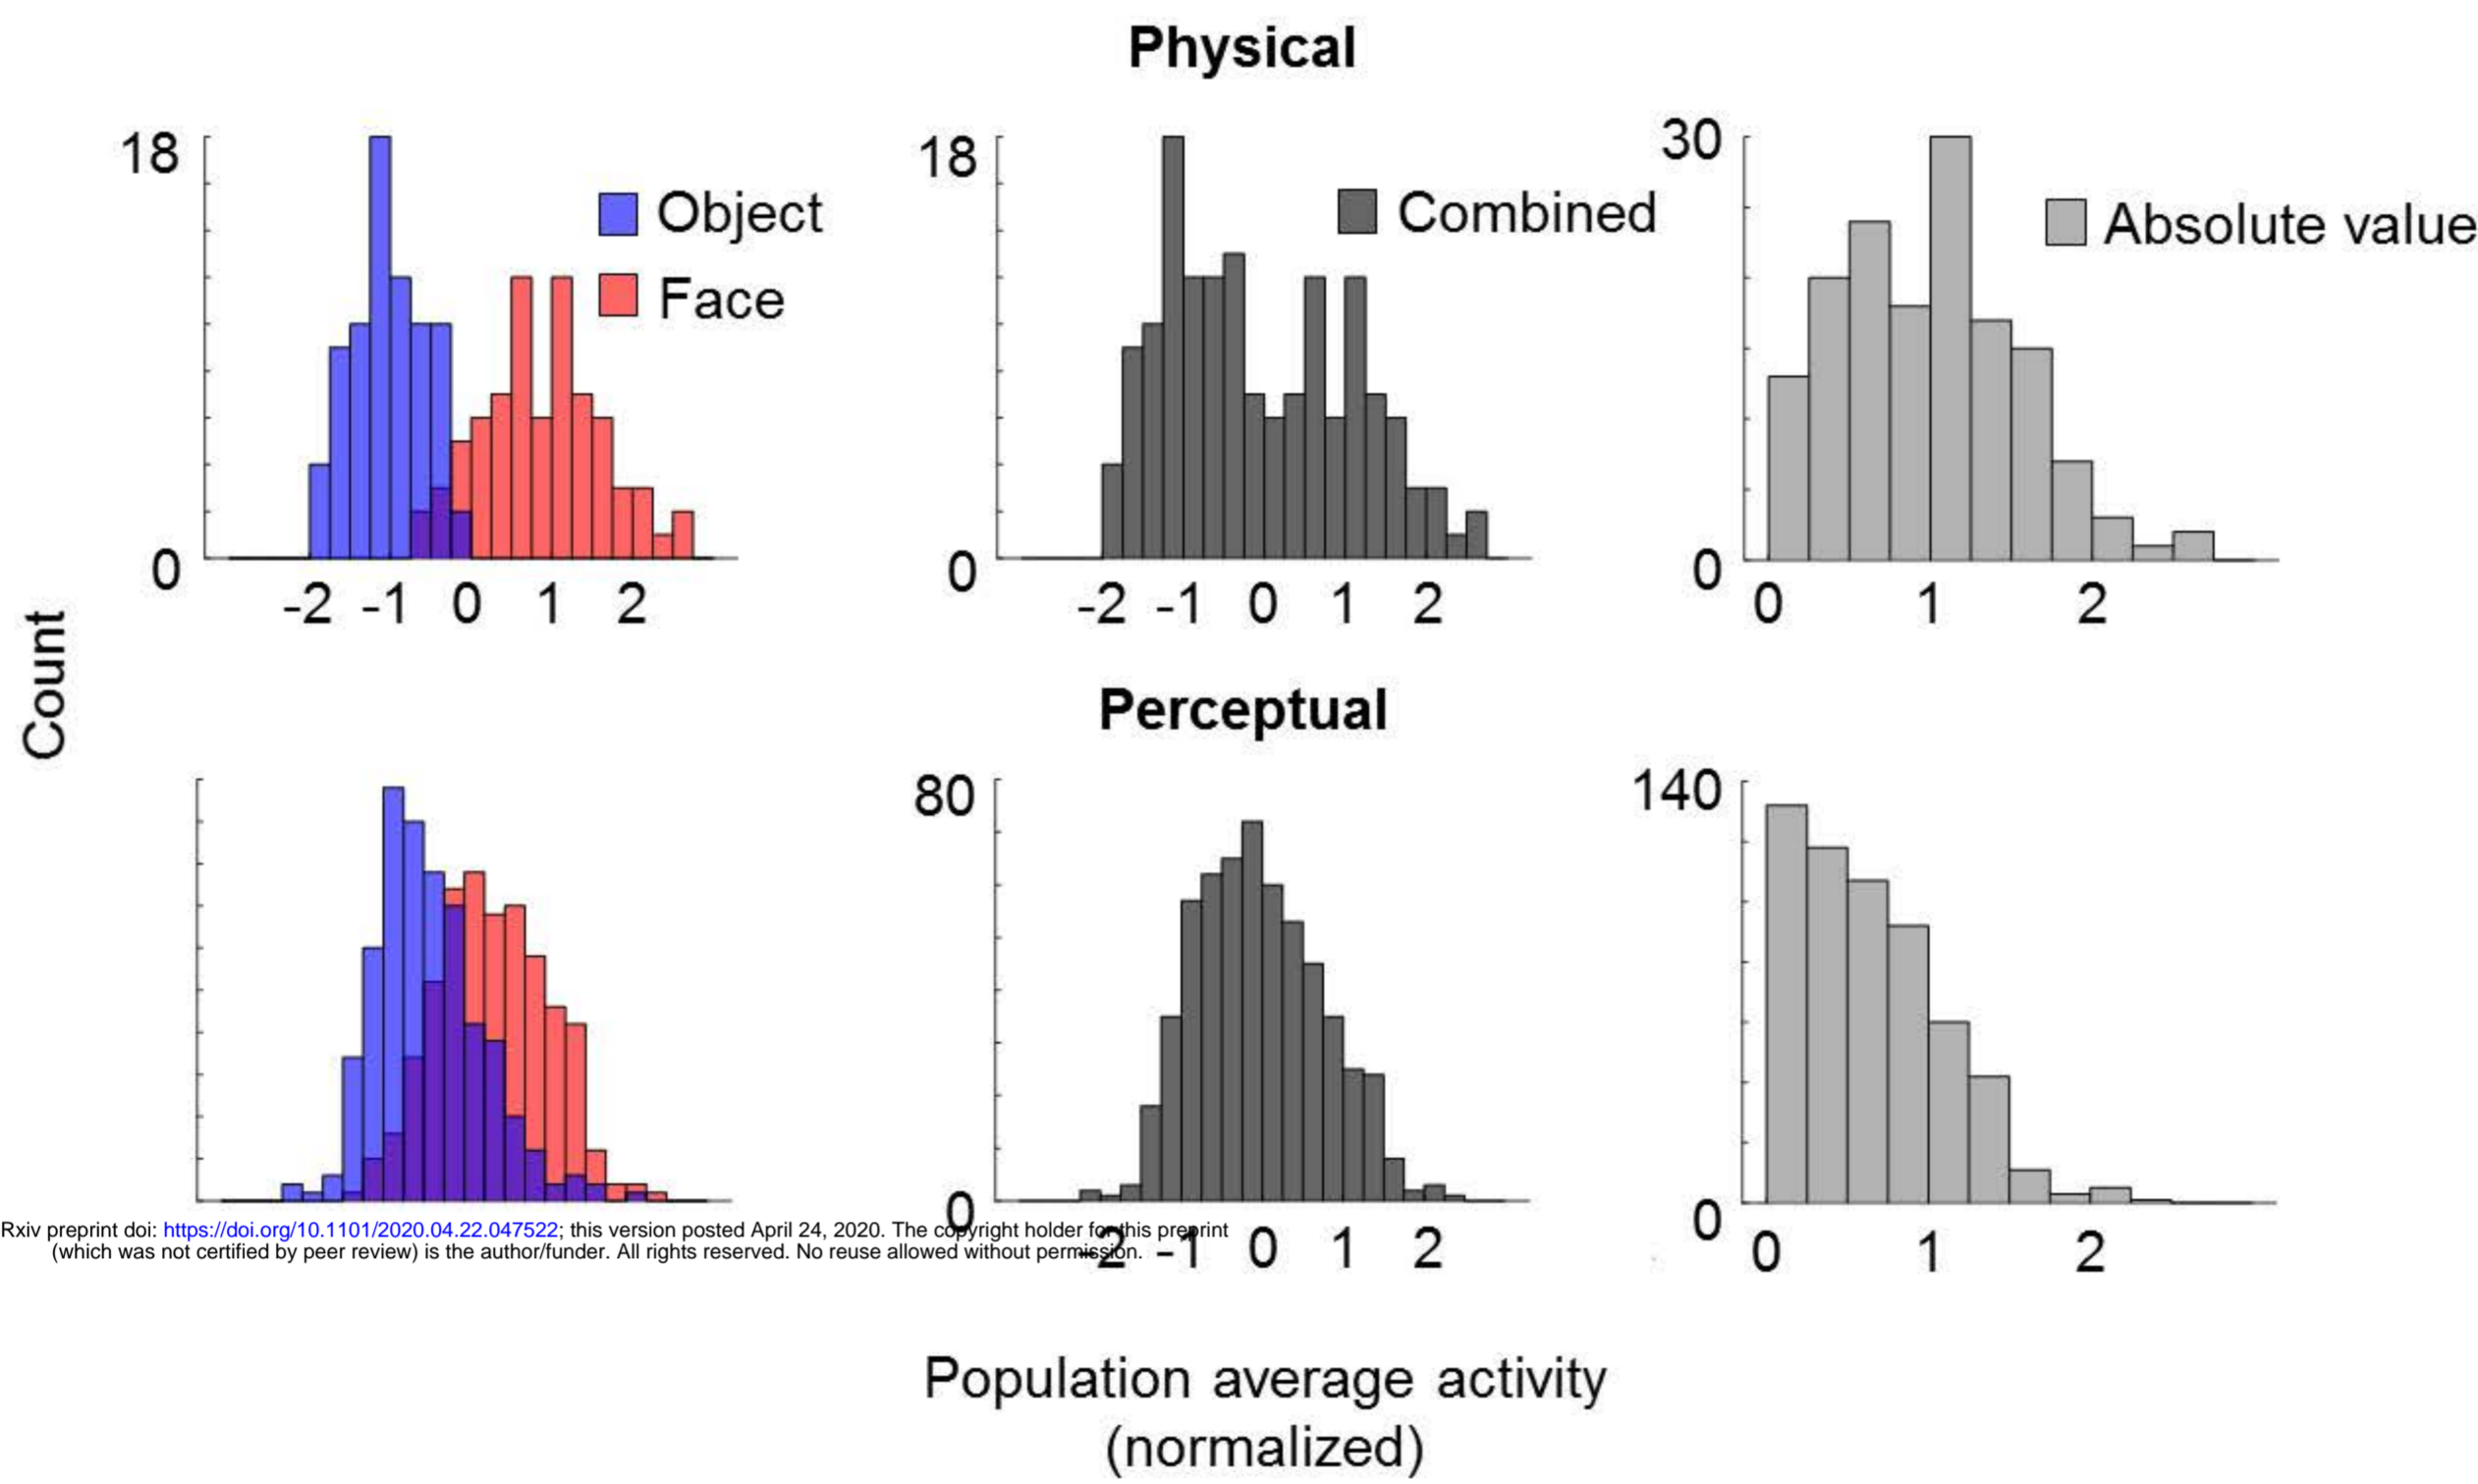 Physical
18
Object
Face
0
-2 -1 0 1 2
18
Combined
0
-2 -1 0 1 2
30
Absolute value
0
0 1 2
Count
Perceptual
80
0
-2 -1 0 1 2
140
0
0 1 2
Rxiv preprint doi: https://doi.org/10.1101/2020.04.22.047522; this version posted April 24, 2020. The copyright holder for this preprint
(which was not certified by peer review) is the author/funder. All rights reserved. No reuse allowed without permission.
Population average activity
(normalized)